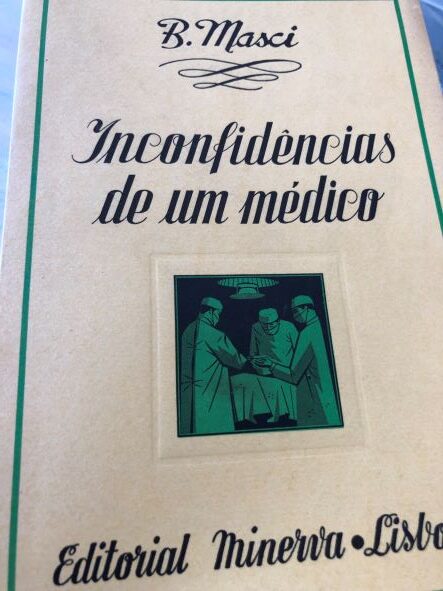 B. Masci
Inconfidências
de um médico
Editorial Minerva • Lisbo